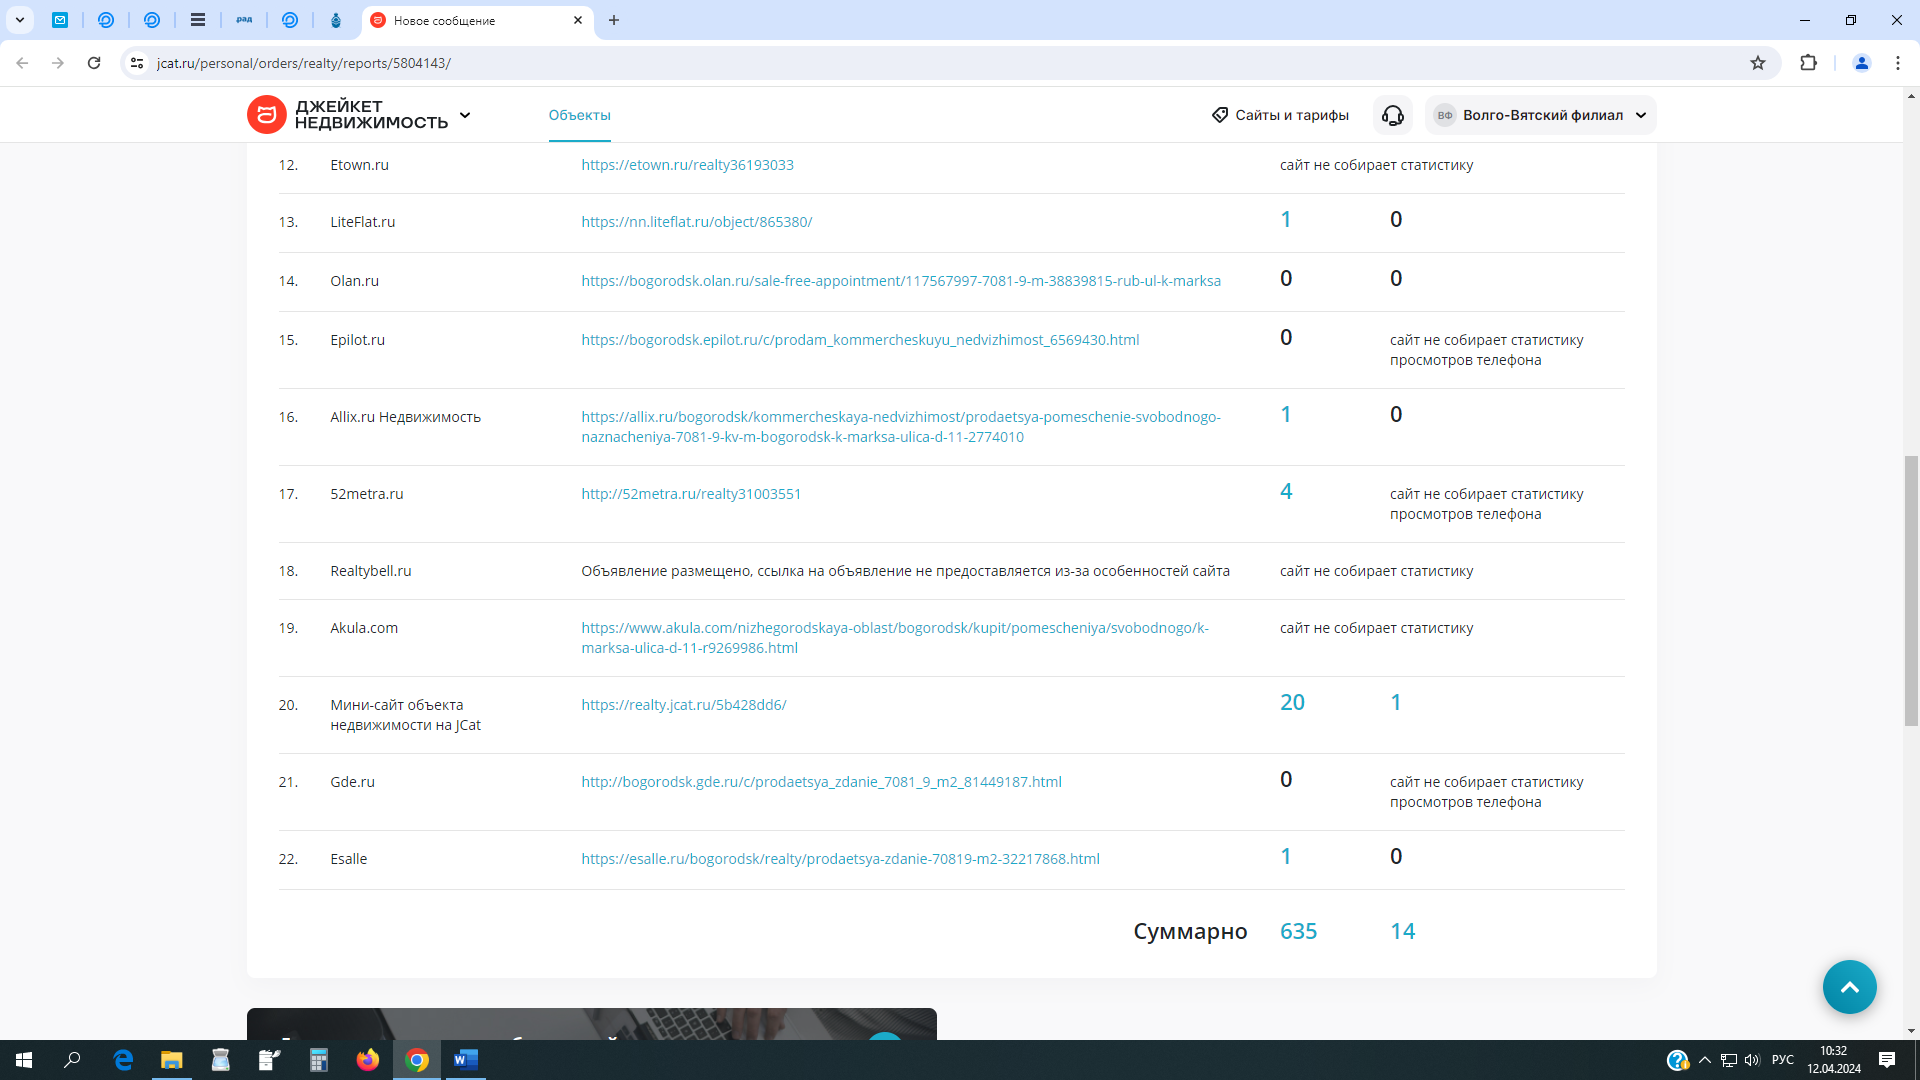 рад
Новое сообщение
jcat.ru/personal/orders/realty/reports/5804143/
ДЖЕЙКЕТ
НЕДВИЖИМОСТЬ
Объекты
Сайты и тарифы
ВФ Волго-Вятский филиал
12. Etown.ru https://etown.ru/realty36193033 сайт не собирает статистику
13. LiteFlat.ru https://nn.liteflat.ru/object/865380/ 1 0
14. Olan.ru https://bogorodsk.olan.ru/sale-free-appointment/117567997-7081-9-m-38839815-rub-ul-k-marksa 0 0
15. Epilot.ru https://bogorodsk.epilot.ru/c/prodam_kommercheskuyu_nedvizhimost_6569430.html 0 сайт не собирает статистику
просмотров телефона
16. Allix.ru Недвижимость https://allix.ru/bogorodsk/kommercheskaya-nedvizhimost/prodaetsya-pomeschenie-svobodnogo- 1 0
naznacheniya-7081-9-kv-m-bogorodsk-k-marksa-ulica-d-11-2774010
17. 52metra.ru http://52metra.ru/realty31003551 4 сайт не собирает статистику
просмотров телефона
18. Realtybell.ru Объявление размещено, ссылка на объявление не предоставляется из-за особенностей сайта сайт не собирает статистику
19. Akula.com https://www.akula.com/nizhegorodskaya-oblast/bogorodsk/kupit/pomescheniya/svobodnogo/k- сайт не собирает статистику
marksa-ulica-d-11-r9269986.html
20. Мини-сайт объекта https://realty.jcat.ru/5b428dd6/ 20 1
недвижимости на JCat
21. Gde.ru http://bogorodsk.gde.ru/c/prodaetsya_zdanie_7081_9_m2_81449187.html 0 сайт не собирает статистику
просмотров телефона
22. Esalle https://esalle.ru/bogorodsk/realty/prodaetsya-zdanie-70819-m2-32217868.html 1 0
Суммарно 635 14
РУС
10:32
12.04.2024